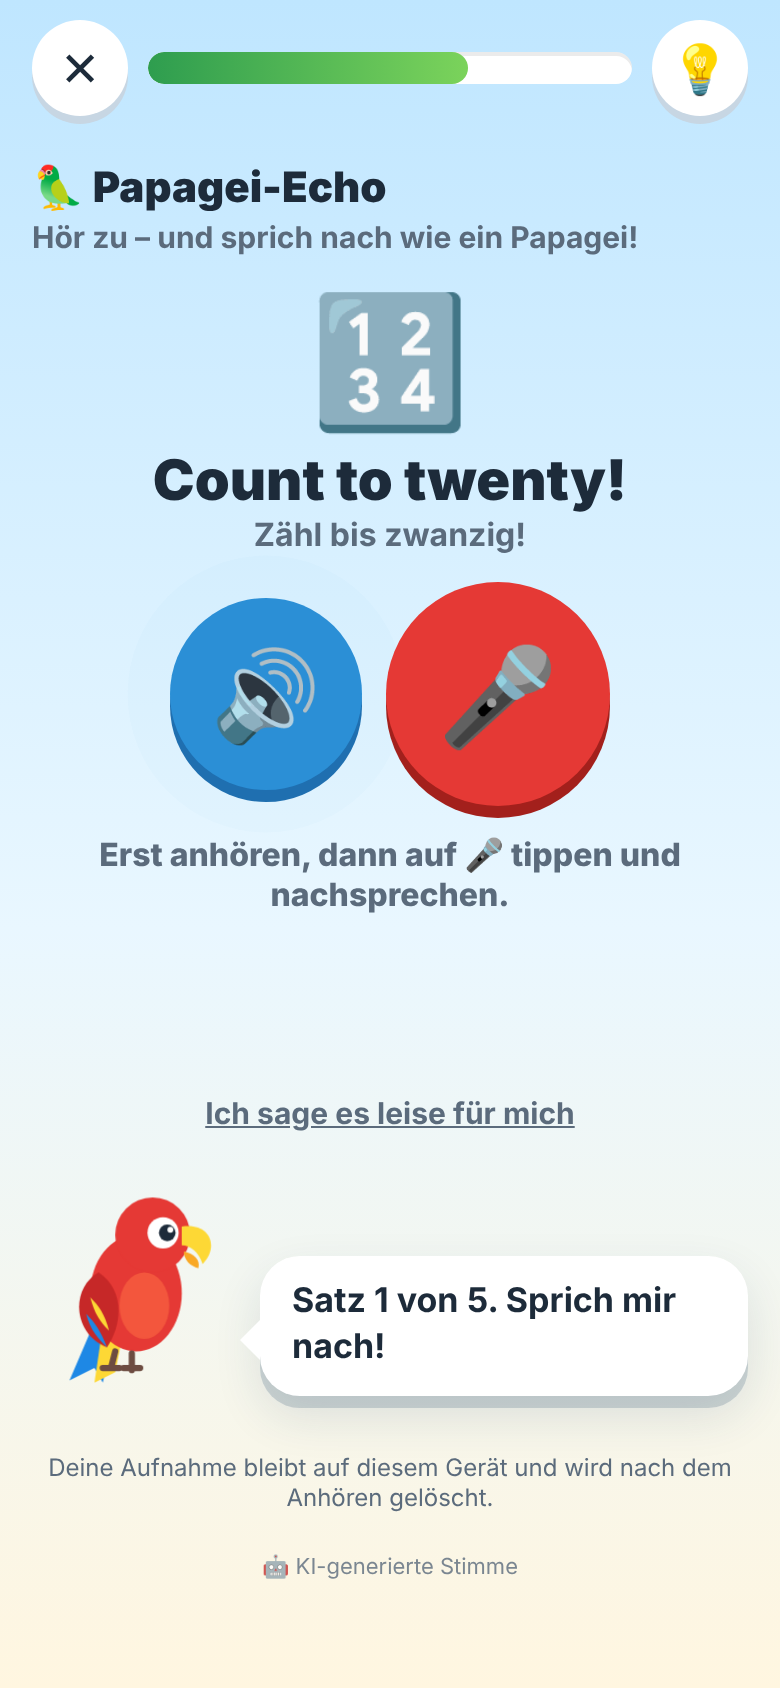 Papagei-Echo
Hör zu – und sprich nach wie ein Papagei!
1 2
3 4
Count to twenty!
Zähl bis zwanzig!
Erst anhören, dann auf 🎤 tippen und
nachsprechen.
Ich sage es leise für mich
Satz 1 von 5. Sprich mir
nach!
Deine Aufnahme bleibt auf diesem Gerät und wird nach dem
Anhören gelöscht.
KI-generierte Stimme